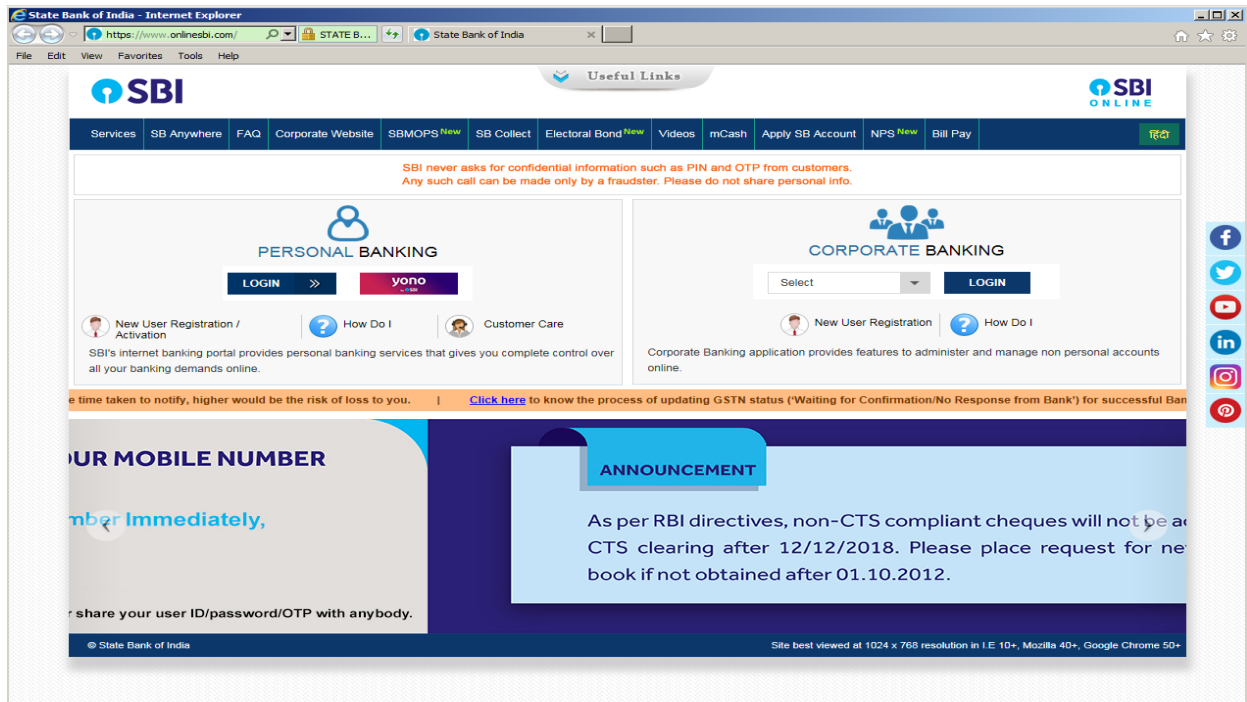 State Bank of India - Internet Explorer
https://www.onlinesbi.com/ STATE B... State Bank of India
File Edit View Favorites Tools Help
Useful Links
SBI
SBI
ONLINE
Services SB Anywhere FAQ Corporate Website SBMOPS New SB Collect Electoral Bond New Videos mCash Apply SB Account NPS New Bill Pay हिंदी
SBI never asks for confidential information such as PIN and OTP from customers.
Any such call can be made only by a fraudster. Please do not share personal info.
PERSONAL BANKING
LOGIN »
yono
by SBI
New User Registration /
Activation
How Do I
Customer Care
SBI's internet banking portal provides personal banking services that gives you complete control over
all your banking demands online.
CORPORATE BANKING
Select
LOGIN
New User Registration
How Do I
Corporate Banking application provides features to administer and manage non personal accounts
online.
e time taken to notify, higher would be the risk of loss to you. | Click here to know the process of updating GSTN status ('Waiting for Confirmation/No Response from Bank') for successful Ban
OUR MOBILE NUMBER
mber Immediately,
r share your user ID/password/OTP with anybody.
ANNOUNCEMENT
As per RBI directives, non-CTS compliant cheques will not be a
CTS clearing after 12/12/2018. Please place request for ne
book if not obtained after 01.10.2012.
© State Bank of India
Site best viewed at 1024 x 768 resolution in I.E 10+, Mozilla 40+, Google Chrome 50+